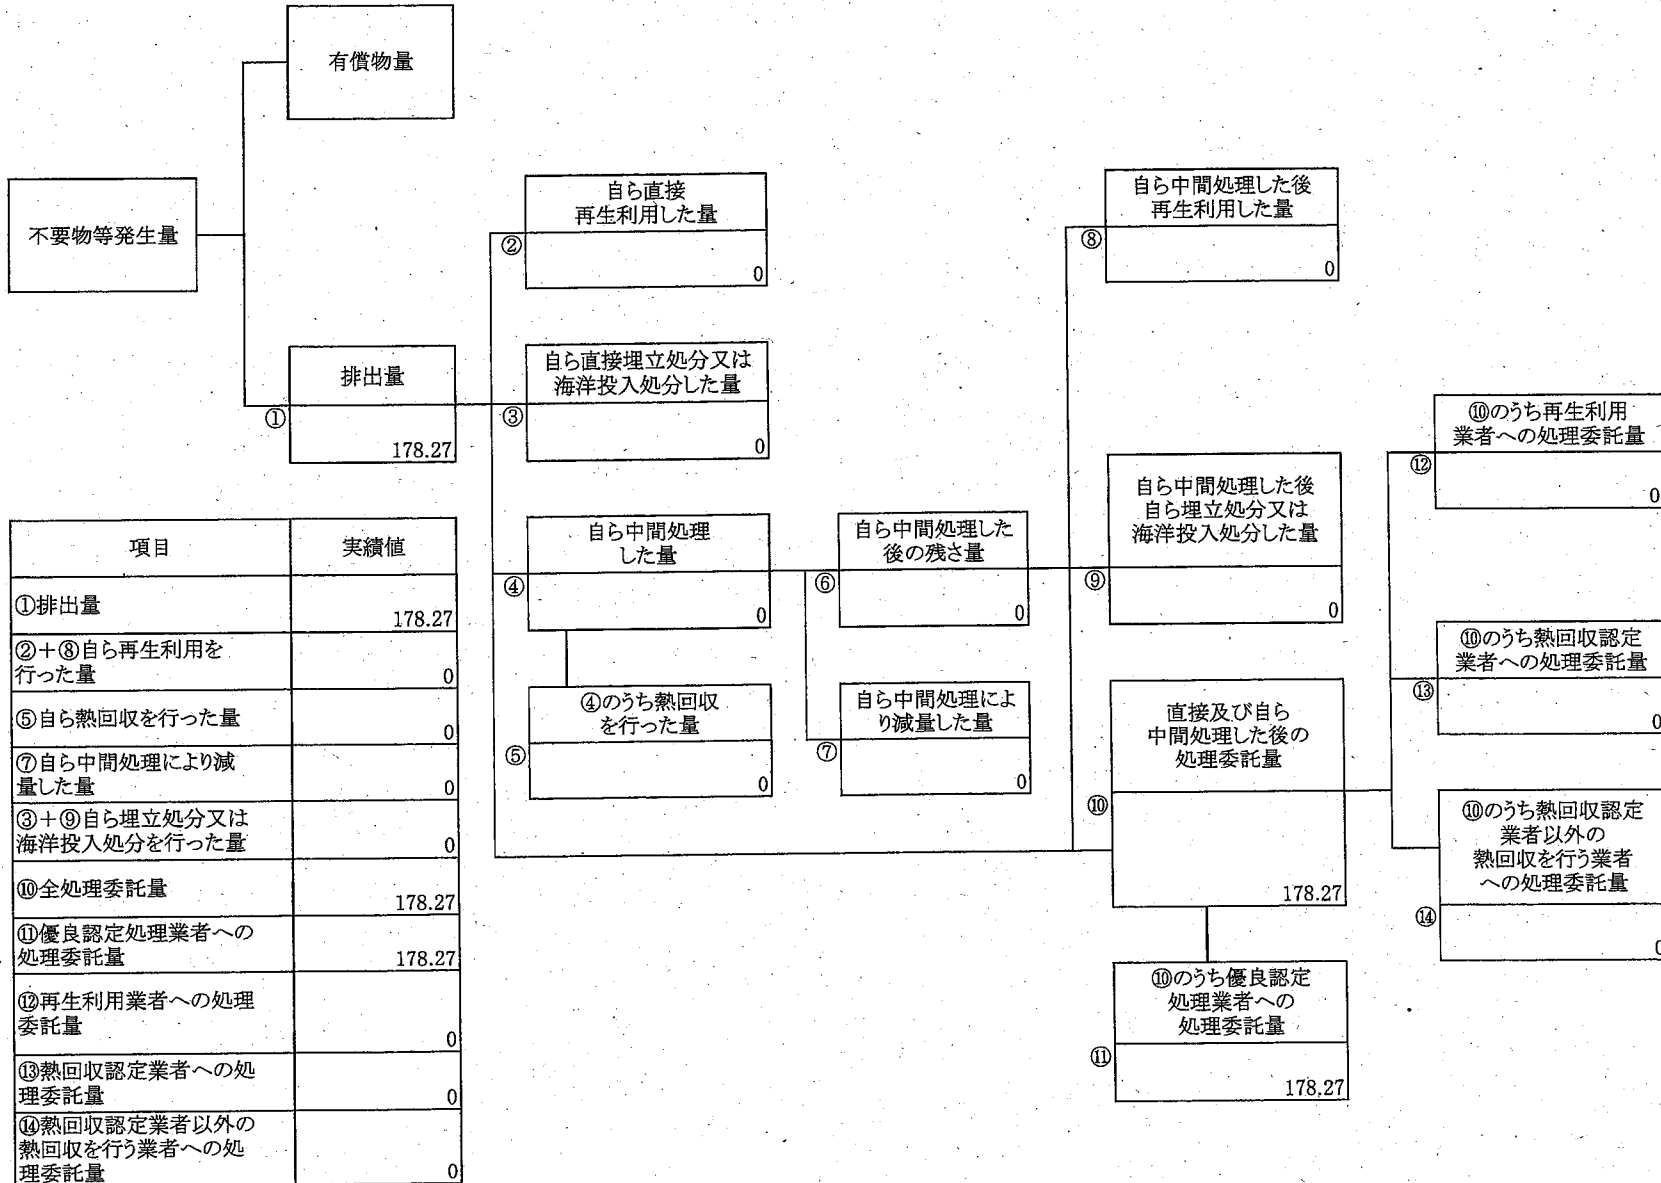 有償物量
不要物等発生量
排出量
①
178.27
自ら直接
再生利用した量
②
0
自ら直接埋立処分又は
海洋投入処分した量
③
0
自ら中間処理
した量
④
0
④のうち熱回収
を行った量
⑤
0
自ら中間処理した
後の残さ量
⑥
0
自ら中間処理によ
り減量した量
⑦
0
自ら中間処理した後
再生利用した量
⑧
0
自ら中間処理した後
自ら埋立処分又は
海洋投入処分した量
⑨
0
直接及び自ら
中間処理した後の
処理委託量
⑩
178.27
⑩のうち優良認定
処理業者への
処理委託量
⑪
178.27
⑩のうち再生利用
業者への処理委託量
⑫
0
⑩のうち熱回収認定
業者への処理委託量
⑬
0
⑩のうち熱回収認定
業者以外の
熱回収を行う業者
への処理委託量
⑭
0
項目 実績値
①排出量
178.27
②+⑧自ら再生利用を
行った量 0
⑤自ら熱回収を行った量
0
⑦自ら中間処理により減
量した量 0
③+⑨自ら埋立処分又は
海洋投入処分を行った量 0
⑩全処理委託量
178.27
⑪優良認定処理業者への
処理委託量 178.27
⑫再生利用業者への処理
委託量
0
⑬熱回収認定業者への処
理委託量 0
⑭熱回収認定業者以外の
熱回収を行う業者への処
理委託量 0